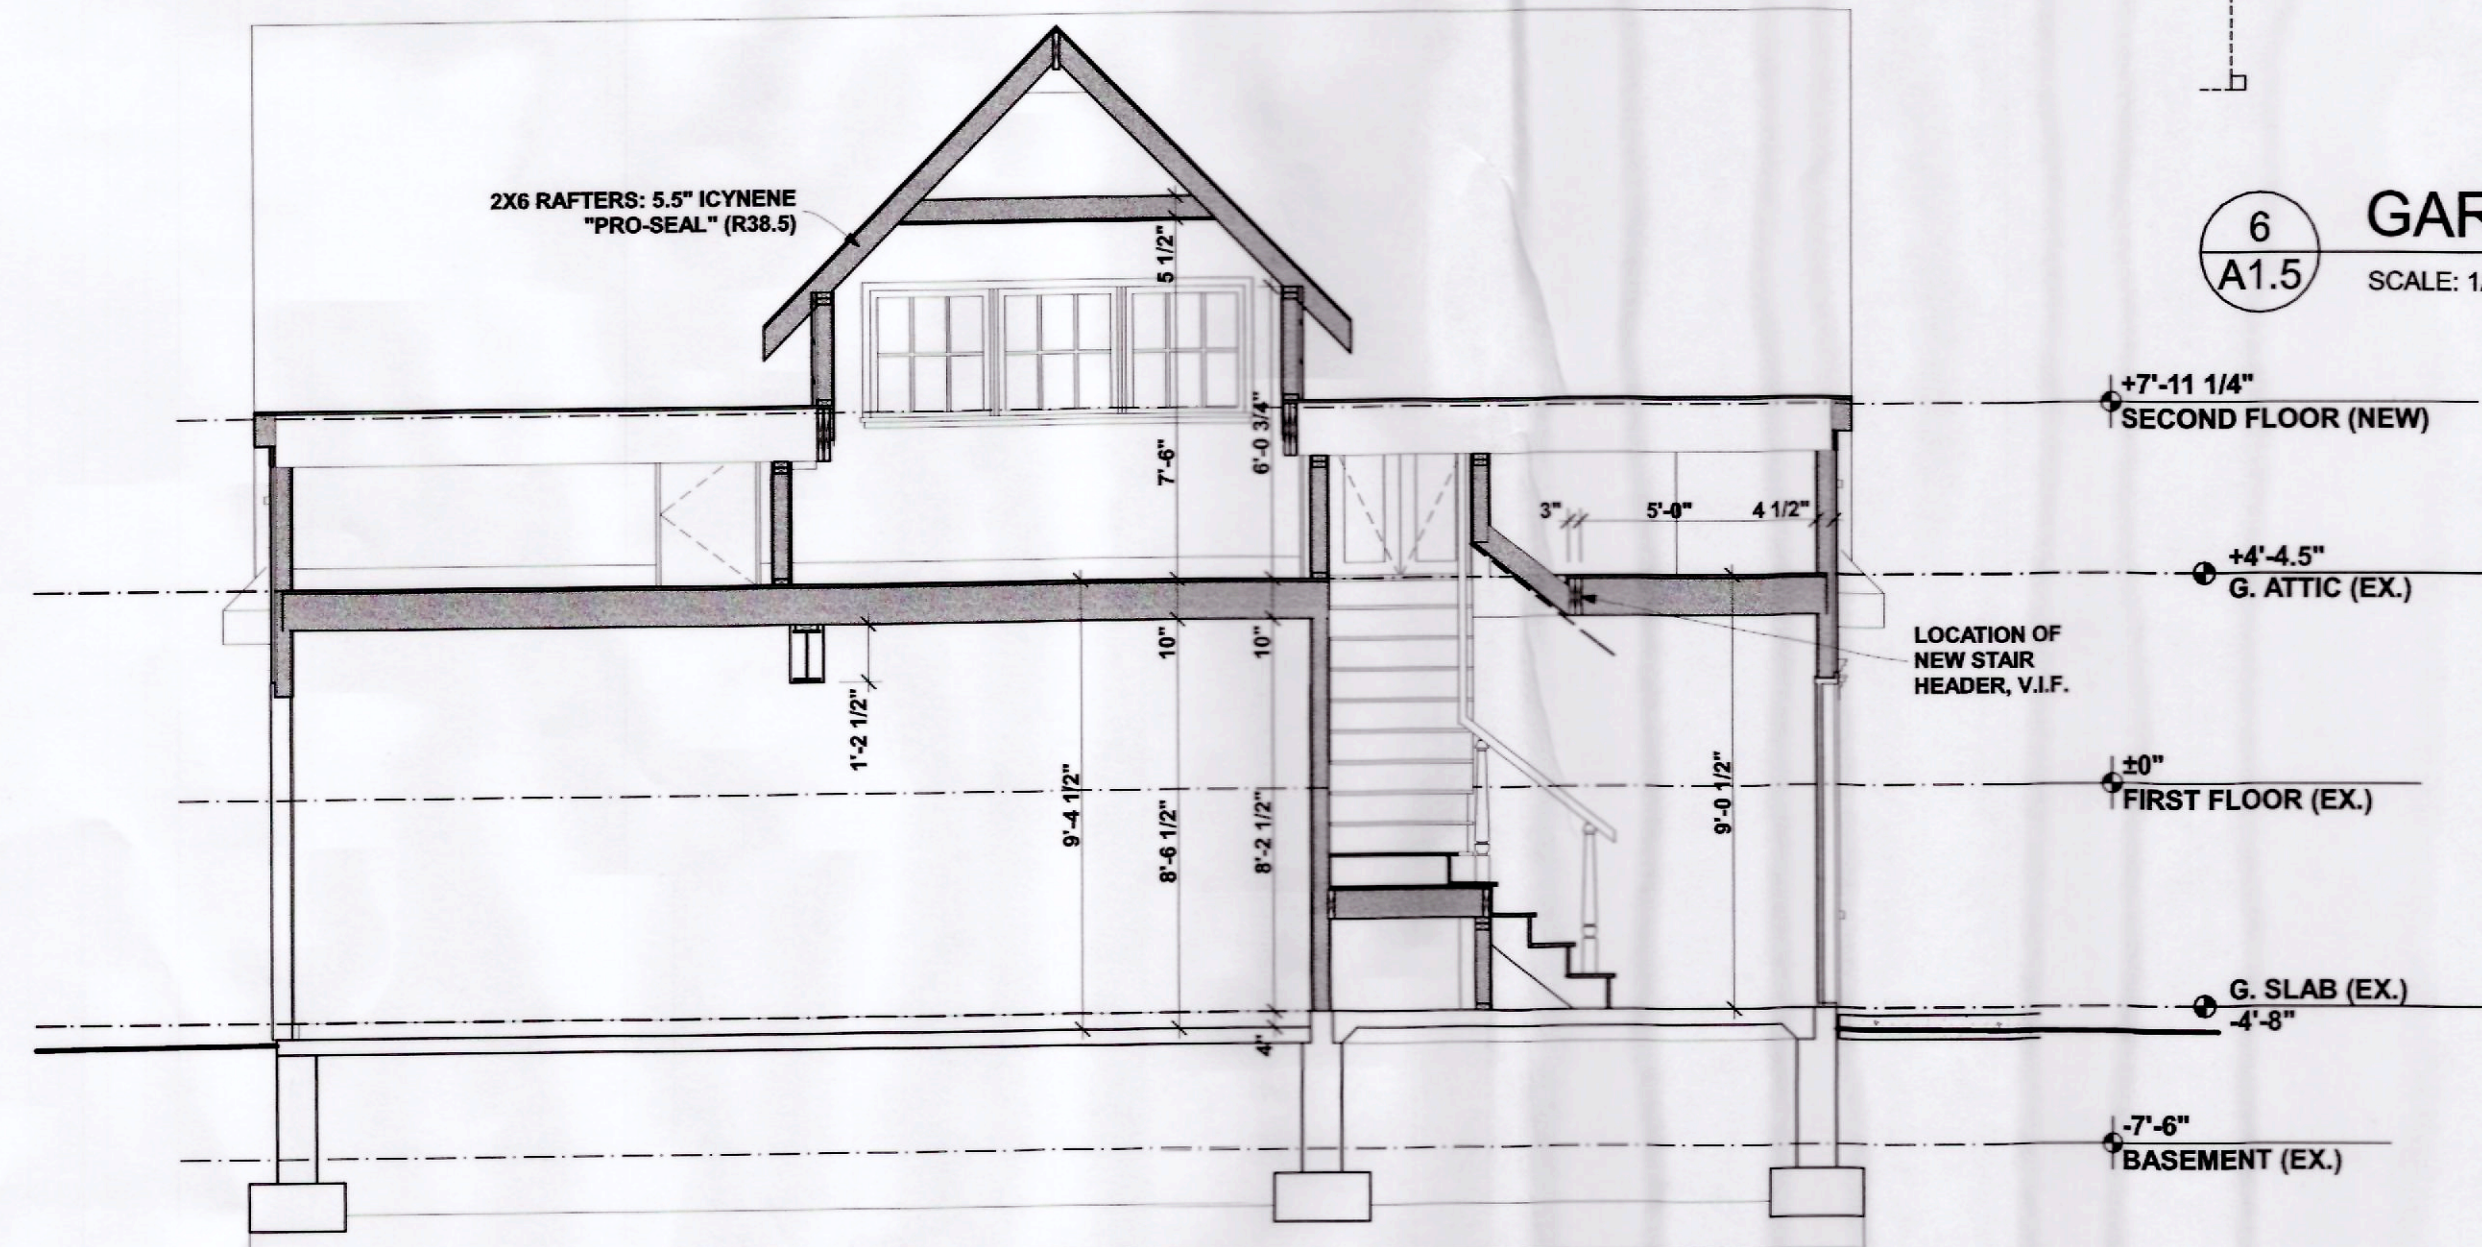 2X6 RAFTERS: 5.5" ICYNENE
"PRO-SEAL" (R38.5)
5 1/2"
7'-6"
6'-0 3/4"
3"
5'-0"
4 1/2"
10"
10"
1'-2 1/2"
9'-4 1/2"
8'-6 1/2"
8'-2 1/2"
9'-0 1/2"
4"
LOCATION OF
NEW STAIR
HEADER, V.I.F.
6
A1.5
GAR
SCALE: 1/
+7'-11 1/4"
SECOND FLOOR (NEW)
+4'-4.5"
G. ATTIC (EX.)
±0"
FIRST FLOOR (EX.)
G. SLAB (EX.)
-4'-8"
-7'-6"
BASEMENT (EX.)